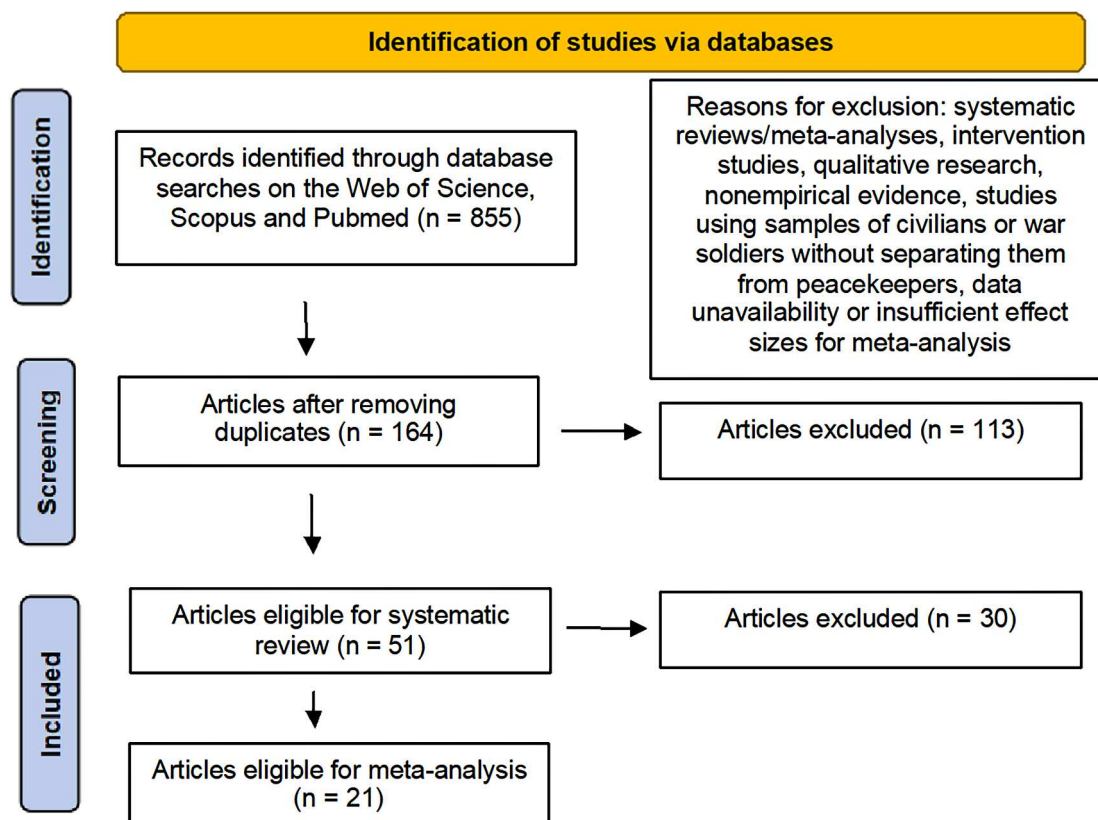 Identification of studies via databases
Identification
Records identified through database
searches on the Web of Science,
Scopus and Pubmed (n = 855)
Reasons for exclusion: systematic
reviews/meta-analyses, intervention
studies, qualitative research,
nonempirical evidence, studies
using samples of civilians or war
soldiers without separating them
from peacekeepers, data
unavailability or insufficient effect
sizes for meta-analysis
Screening
Articles after removing
duplicates (n = 164)
Articles excluded (n = 113)
Included
Articles eligible for systematic
review (n = 51)
Articles excluded (n = 30)
Articles eligible for meta-analysis
(n = 21)